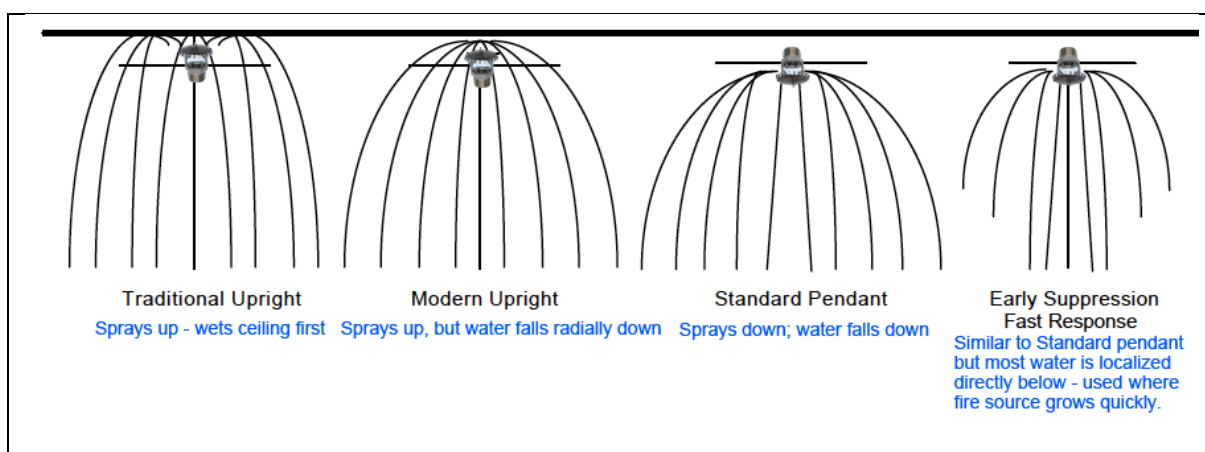 Traditional Upright
Sprays up - wets ceiling first
Modern Upright
Sprays up, but water falls radially down
Standard Pendant
Sprays down; water falls down
Early Suppression
Fast Response
Similar to Standard pendant
but most water is localized
directly below - used where
fire source grows quickly.